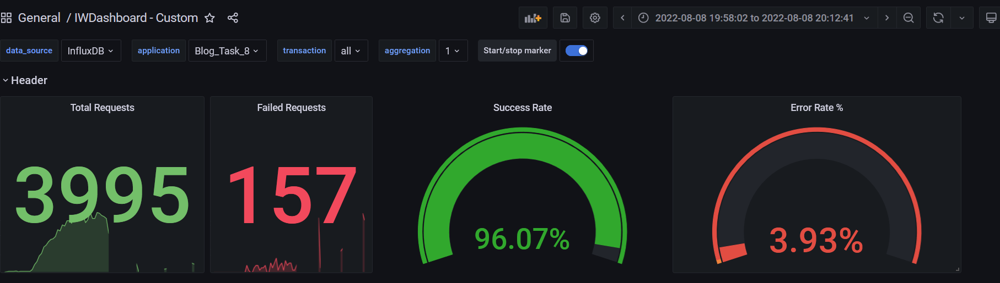 General / IWDashboard - Custom 2022-08-08 19:58:02 to 2022-08-08 20:12:41
data_source InfluxDB application Blog_Task_8 transaction all aggregation 1 Start/stop marker
Header
Total Requests Failed Requests Success Rate Error Rate %
3995 157 96.07% 3.93%